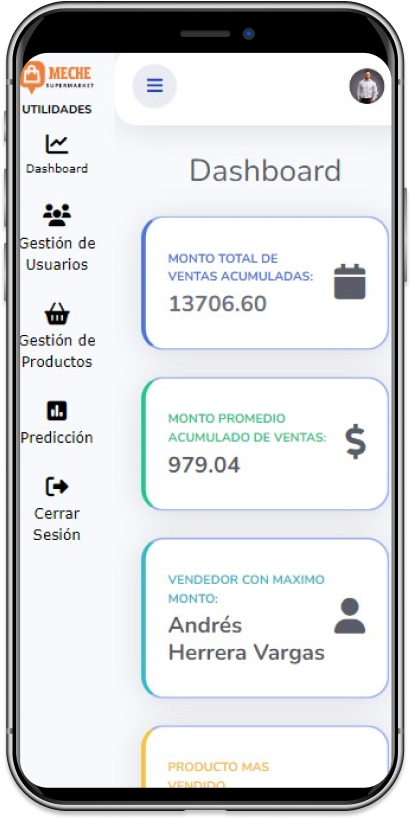 MECHE
SUPERMARKET
UTILIDADES
Dashboard
Gestión de
Usuarios
Gestión de
Productos
Predicción
Cerrar
Sesión
Dashboard
MONTO TOTAL DE
VENTAS ACUMULADAS:
13706.60
MONTO PROMEDIO
ACUMULADO DE VENTAS:
979.04
VENDEDOR CON MAXIMO
MONTO:
Andrés
Herrera Vargas
PRODUCTO MAS
VENDIDO